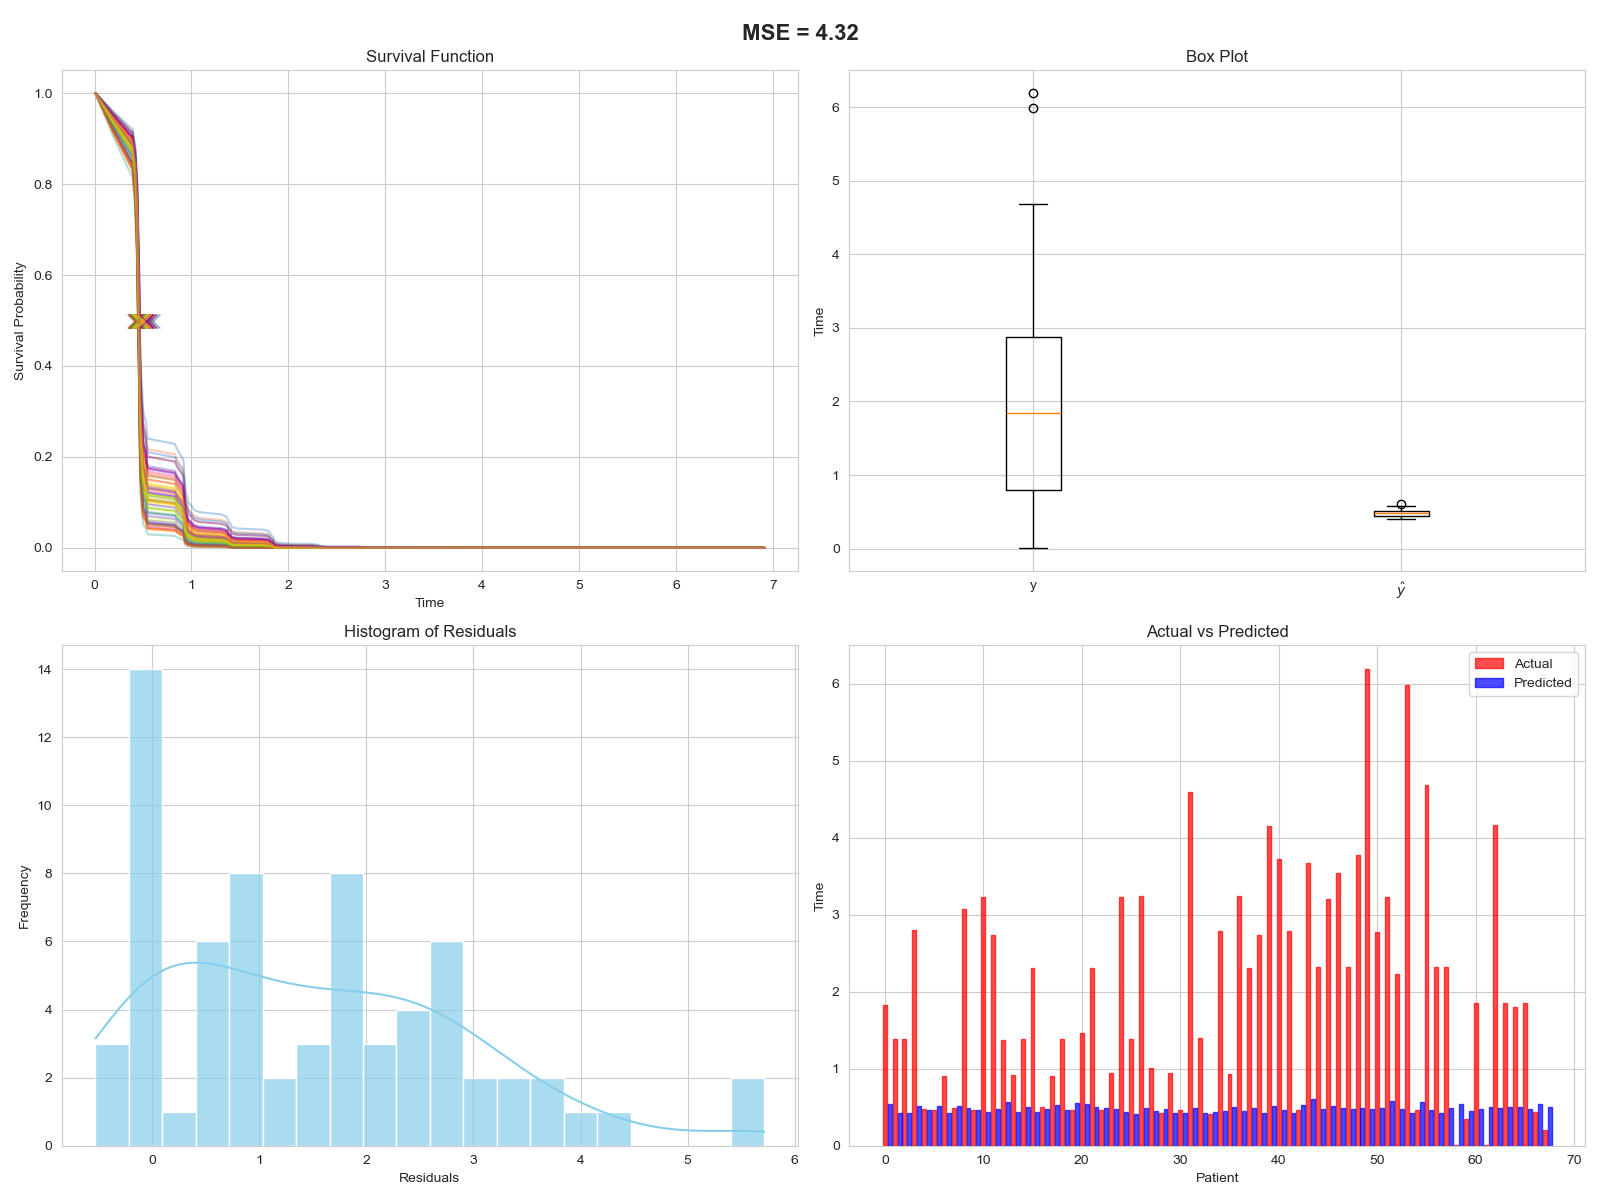 MSE = 4.32
Survival Function
1.0
0.8
0.6
0.4
0.2
0.0
Survival Probability
0 1 2 3 4 5 6 7
Time
Box Plot
6
5
4
3
2
1
0
Time
y ŷ
Histogram of Residuals
14
12
10
8
6
4
2
0
Frequency
0 1 2 3 4 5 6
Residuals
Actual vs Predicted
Actual
Predicted
6
5
4
3
2
1
0
Time
0 10 20 30 40 50 60 70
Patient